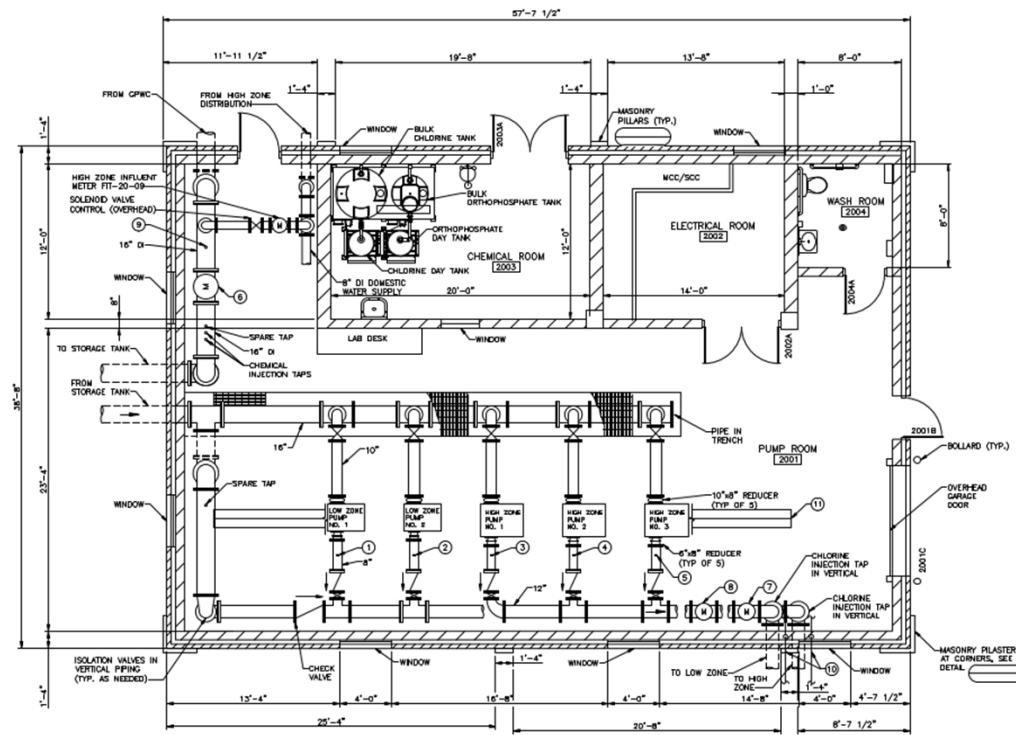 57'-7 1/2"
11'-11 1/2"
19'-8"
13'-8"
8'-0"
1'-4"
1'-4"
1'-0"
FROM GPWC
FROM HIGH ZONE
DISTRIBUTION
WINDOW
BULK
CHLORINE TANK
2003A
MASONRY
PILLARS (TYP.)
WINDOW
1'-4"
HIGH ZONE INFLUENT
METER FIT-20-09
SOLENOID VALVE
CONTROL (OVERHEAD)
M
9
16" DI
BULK
ORTHOPHOSPHATE TANK
ORTHOPHOSPHATE
DAY TANK
CHLORINE DAY TANK
CHEMICAL ROOM
2003
MCC/SCC
ELECTRICAL ROOM
2002
WASH ROOM
2004
8'-0"
12'-0"
12'-0"
WINDOW
M
6
8" DI DOMESTIC
WATER SUPPLY
20'-0"
14'-0"
2004A
8"
SPARE TAP
16" DI
CHEMICAL
INJECTION TAPS
LAB DESK
WINDOW
2002A
TO STORAGE TANK
FROM
STORAGE TANK
38'-8"
16"
PIPE IN
TRENCH
2001B
PUMP ROOM
2001
BOLLARD (TYP.)
10"
23'-4"
SPARE TAP
WINDOW
10"x8" REDUCER
(TYP OF 5)
OVERHEAD
GARAGE
DOOR
LOW ZONE
PUMP
NO. 1
LOW ZONE
PUMP
NO. 2
HIGH ZONE
PUMP
NO. 1
HIGH ZONE
PUMP
NO. 2
HIGH ZONE
PUMP
NO. 3
11
1
2
3
4
5
8"
6"x8" REDUCER
(TYP OF 5)
CHLORINE
INJECTION TAP
IN VERTICAL
2001C
12"
8
7
M
M
CHLORINE
INJECTION TAP
IN VERTICAL
ISOLATION VALVES IN
VERTICAL PIPING
(TYP. AS NEEDED)
CHECK
VALVE
WINDOW
1'-4"
WINDOW
TO LOW ZONE
TO HIGH
ZONE
10
WINDOW
MASONRY PILASTER
AT CORNERS, SEE
DETAIL
1'-4"
1'-4"
13'-4"
4'-0"
16'-8"
4'-0"
14'-8"
4'-0"
4'-7 1/2"
25'-4"
20'-8"
8'-7 1/2"